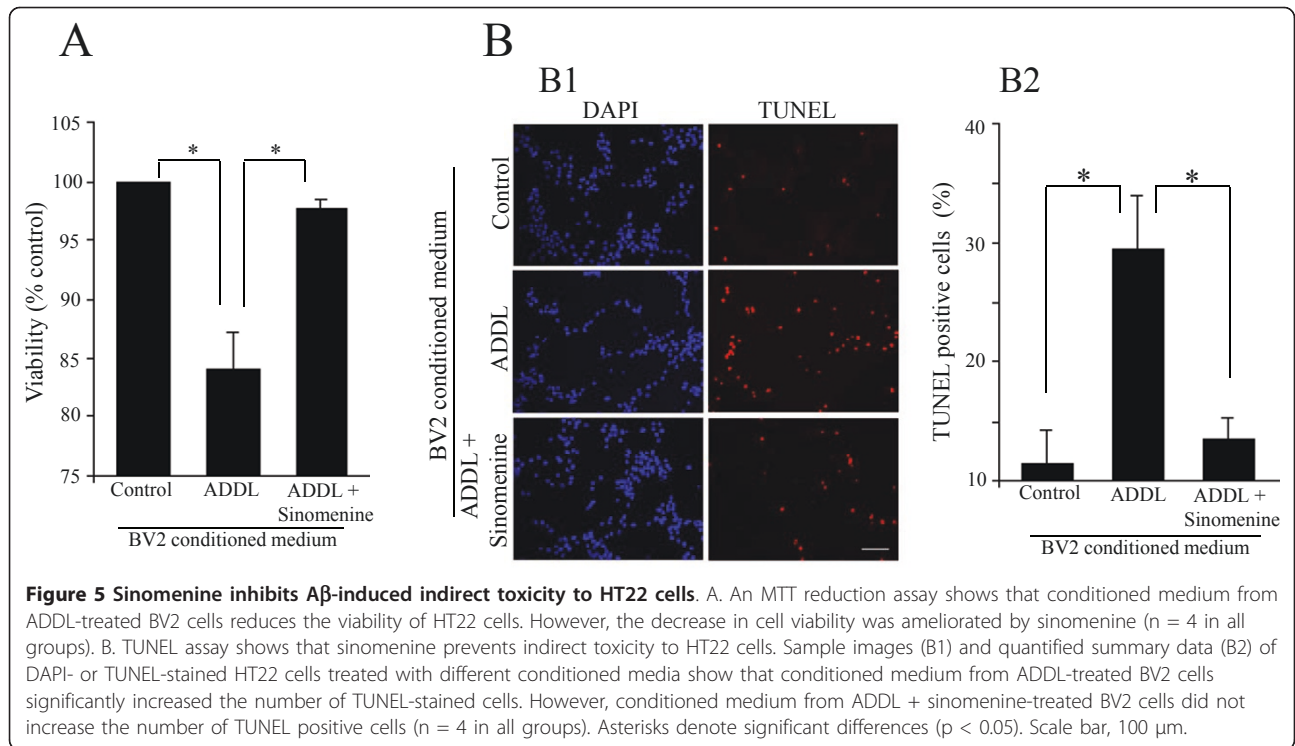 A
B
B1
B2
DAPI
TUNEL
105
100
95
90
85
80
75
Viability (% control)
*
*
Control
ADDL
ADDL +
Sinomenine
BV2 conditioned medium
BV2 conditioned medium
Control
ADDL
ADDL +
Sinomenine
40
30
20
10
TUNEL positive cells (%)
*
*
Control
ADDL
ADDL +
Sinomenine
BV2 conditioned medium
Figure 5 Sinomenine inhibits Aβ-induced indirect toxicity to HT22 cells. A. An MTT reduction assay shows that conditioned medium from
ADDL-treated BV2 cells reduces the viability of HT22 cells. However, the decrease in cell viability was ameliorated by sinomenine (n = 4 in all
groups). B. TUNEL assay shows that sinomenine prevents indirect toxicity to HT22 cells. Sample images (B1) and quantified summary data (B2) of
DAPI- or TUNEL-stained HT22 cells treated with different conditioned media show that conditioned medium from ADDL-treated BV2 cells
significantly increased the number of TUNEL-stained cells. However, conditioned medium from ADDL + sinomenine-treated BV2 cells did not
increase the number of TUNEL positive cells (n = 4 in all groups). Asterisks denote significant differences (p < 0.05). Scale bar, 100 μm.